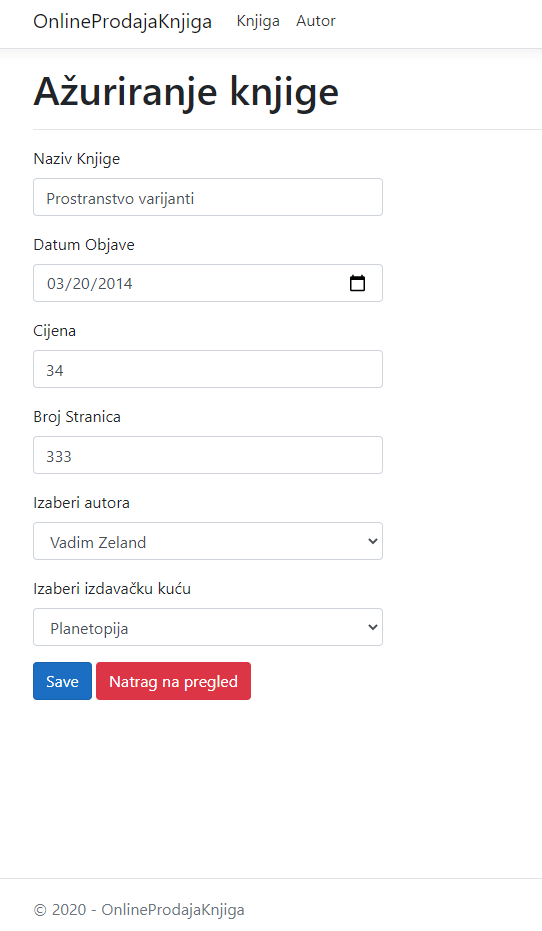 OnlineProdajaKnjiga Knjiga Autor
Ažuriranje knjige
Naziv Knjige
Prostranstvo varijanti
Datum Objave
03/20/2014
Cijena
34
Broj Stranica
333
Izaberi autora
Vadim Zeland
Izaberi izdavačku kuću
Planetopija
Save Natrag na pregled
© 2020 - OnlineProdajaKnjiga